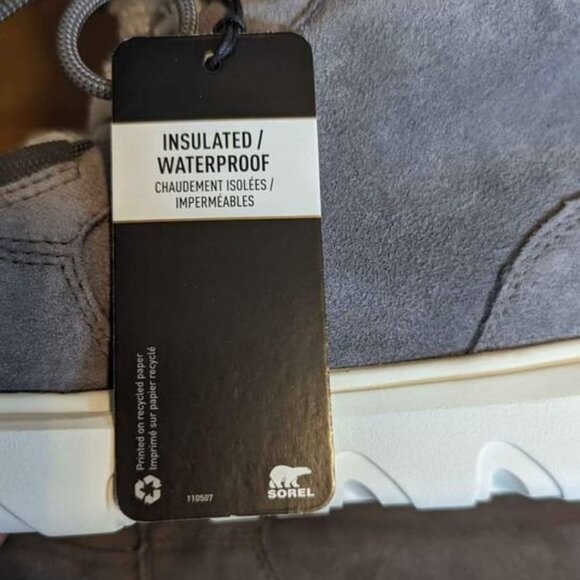 INSULATED /
WATERPROOF
CHAUDEMENT ISOLÉES /
IMPERMÉABLES
Printed on recycled paper
Imprimé sur papier recyclé
110507
SOREL